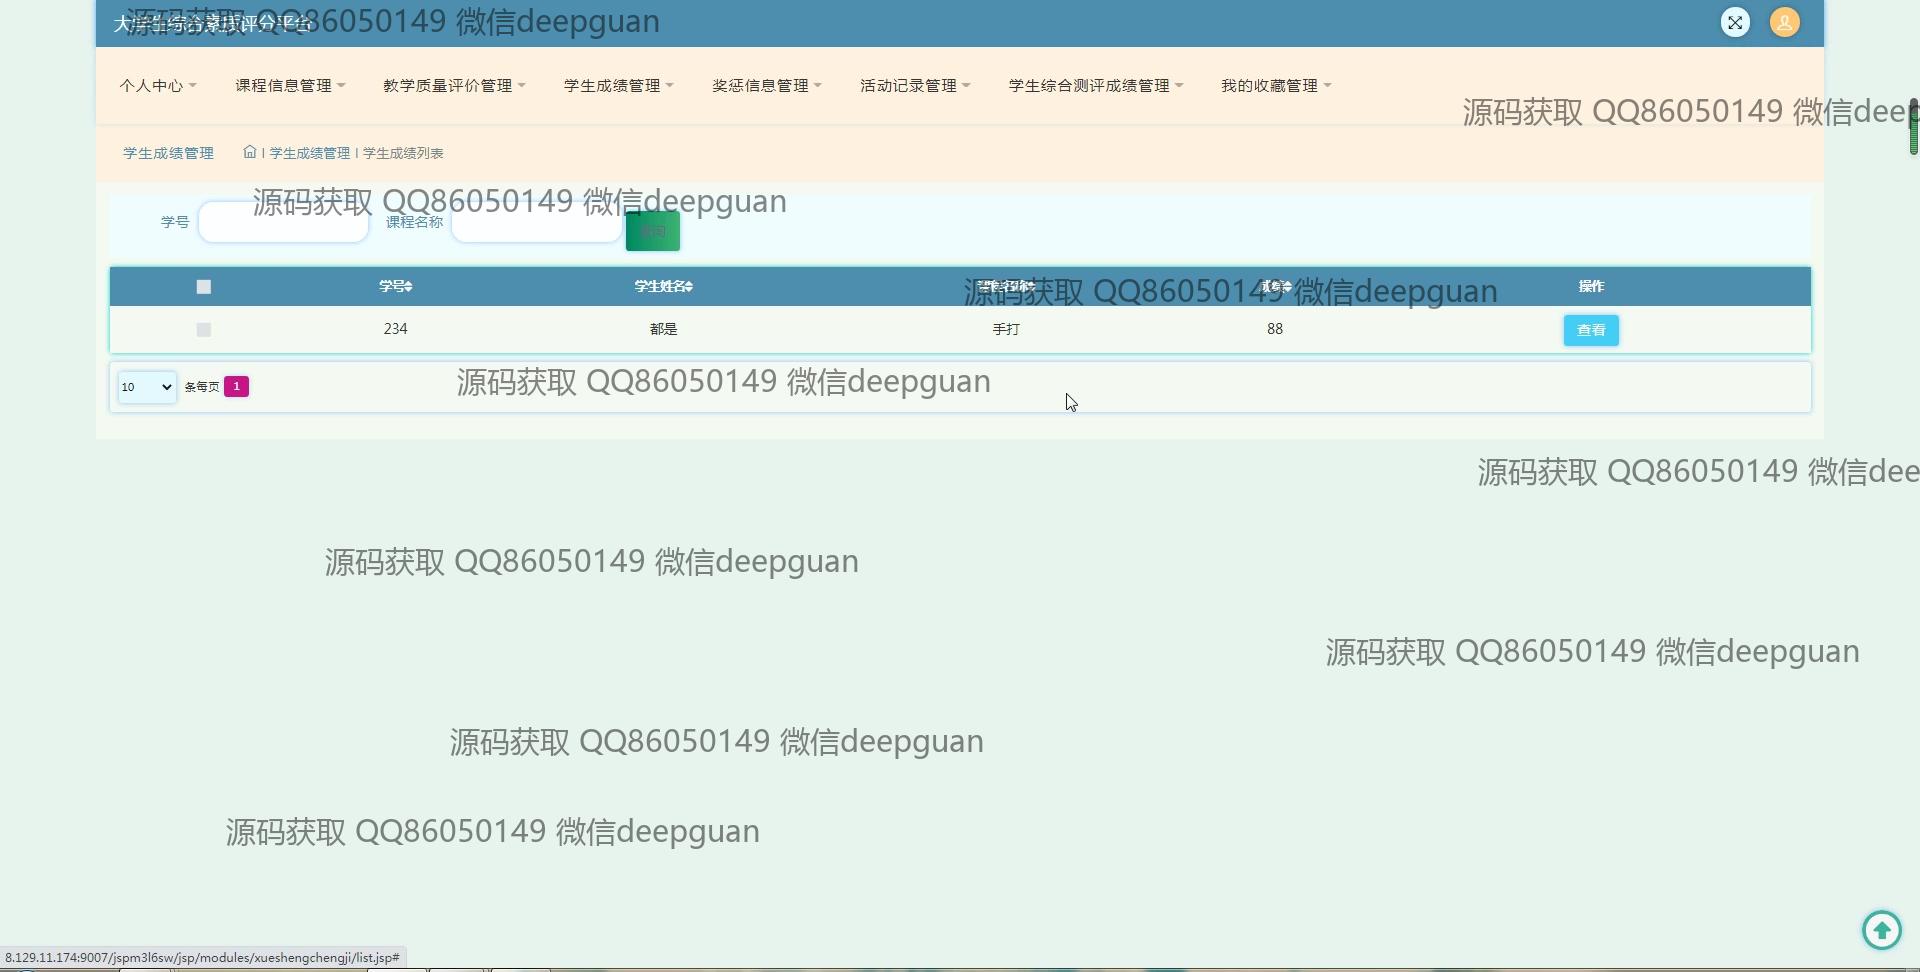 大学生综合素质评分平台
源码获取 QQ86050149 微信deepguan
个人中心 课程信息管理 教学质量评价管理 学生成绩管理 奖惩信息管理 活动记录管理 学生综合测评成绩管理 我的收藏管理
源码获取 QQ86050149 微信deep
学生成绩管理 | 学生成绩管理 | 学生成绩列表
源码获取 QQ86050149 微信deepguan
学号 课程名称 查询
学号 学生姓名 课程名称 成绩 操作
源码获取 QQ86050149 微信deepguan
234 都是 手打 88 查看
10 条每页 1
源码获取 QQ86050149 微信deepguan
源码获取 QQ86050149 微信dee
源码获取 QQ86050149 微信deepguan
源码获取 QQ86050149 微信deepguan
源码获取 QQ86050149 微信deepguan
源码获取 QQ86050149 微信deepguan
8.129.11.174:9007/jspm3l6sw/jsp/modules/xueshengchengji/list.jsp#